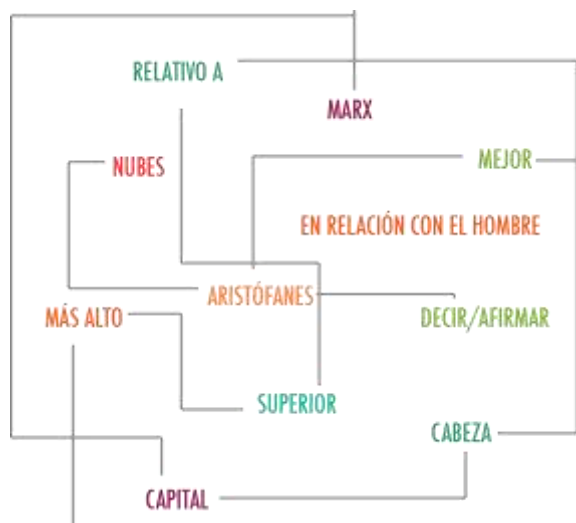 RELATIVO A
MARX
NUBES
MEJOR
EN RELACIÓN CON EL HOMBRE
ARISTÓFANES
MÁS ALTO
DECIR/AFIRMAR
SUPERIOR
CABEZA
CAPITAL